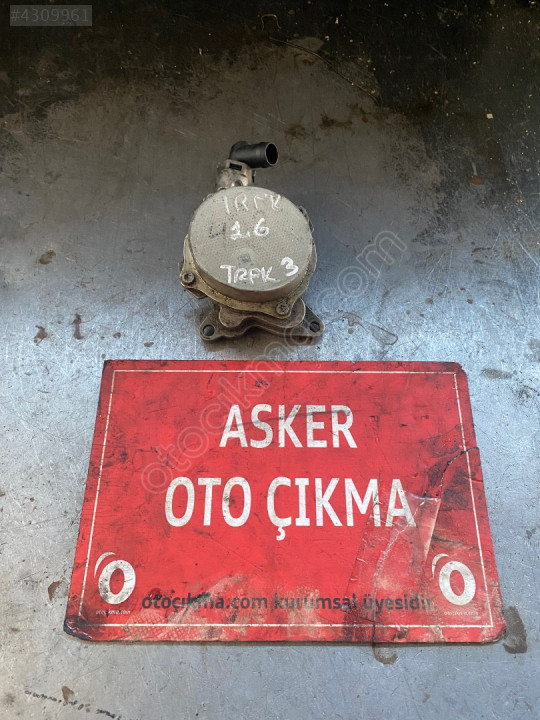 #4309961
TRFK
1.6
TRFK 3
ASKER
OTO ÇIKMA
otoçıkma.com kurumsal üyesidir.